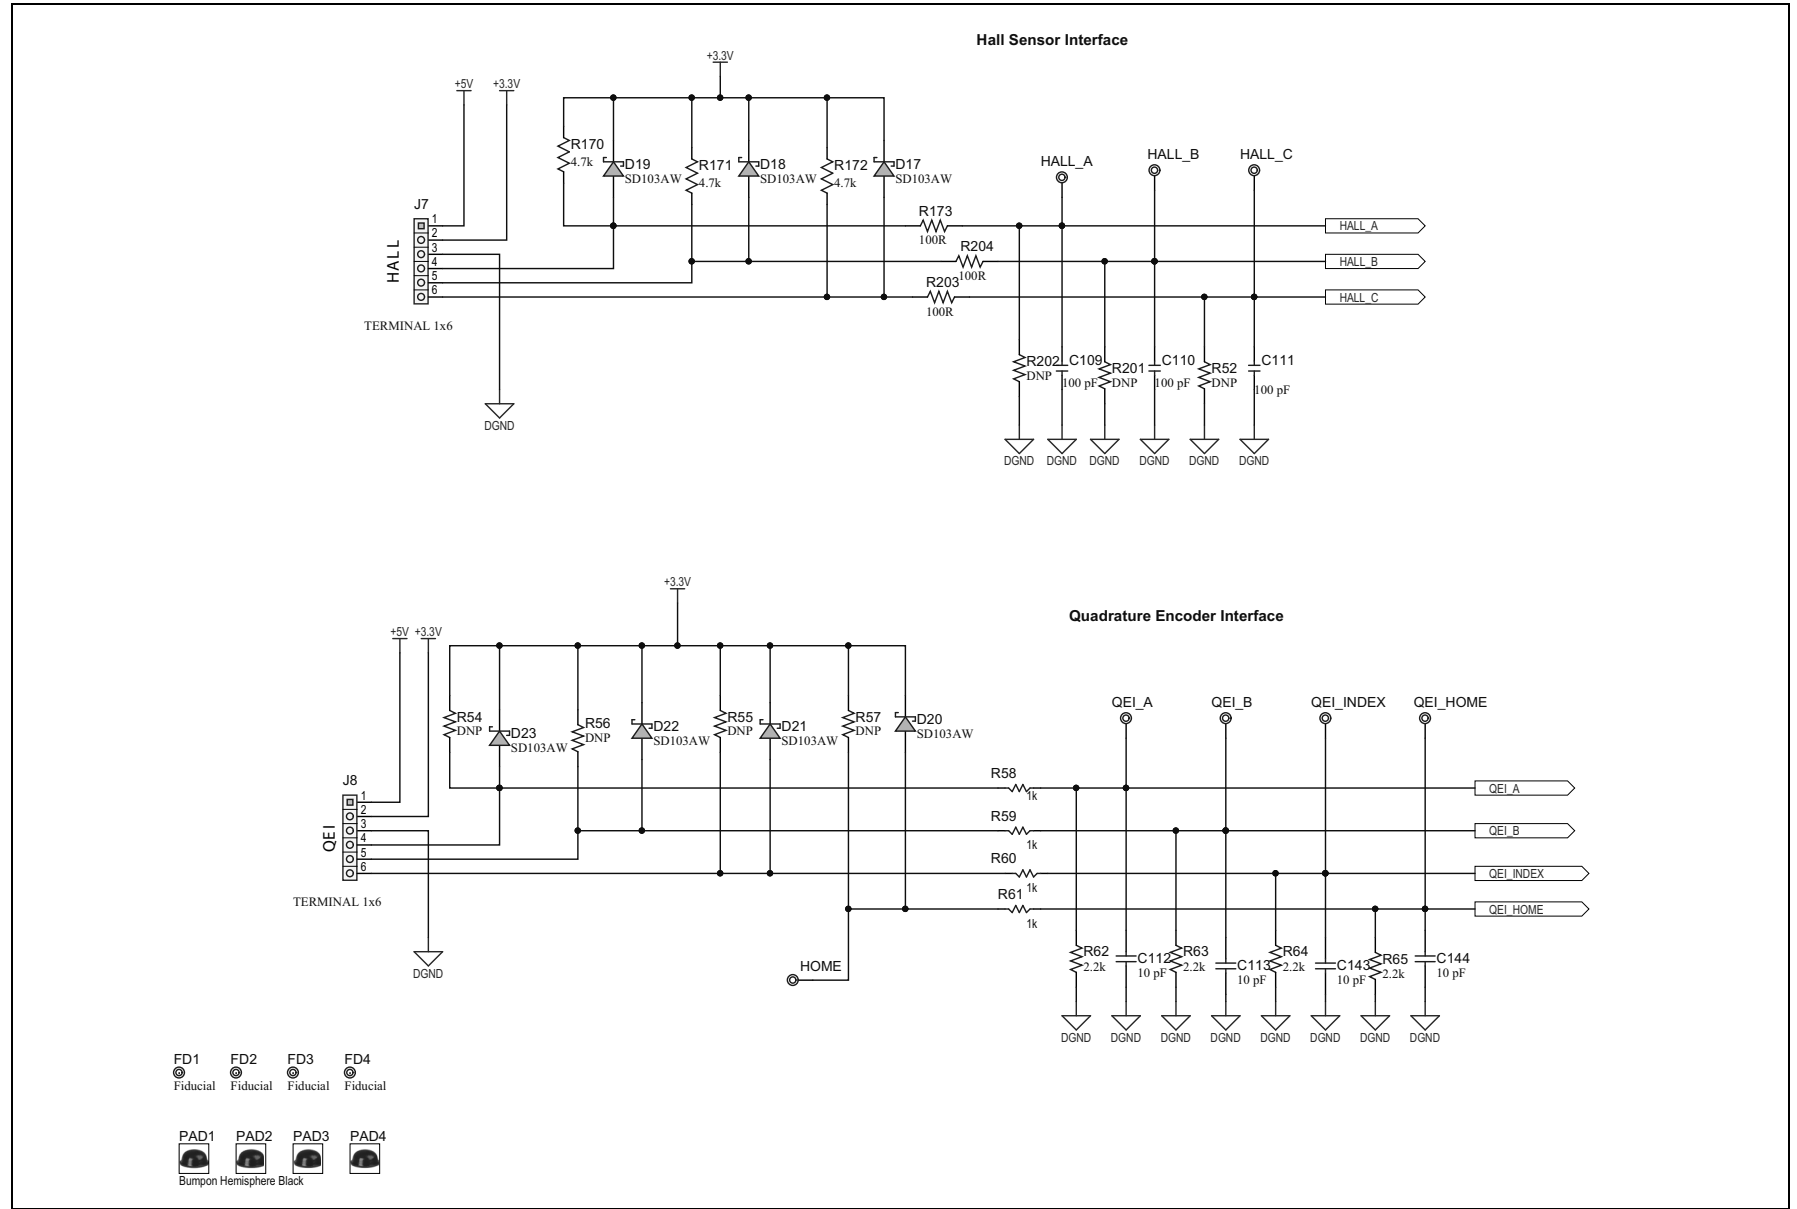 Hall Sensor Interface
+3.3V
+5V
+3.3V
R170
4.7k
D19
SD103AW
R171
4.7k
D18
SD103AW
R172
4.7k
D17
SD103AW
HALL_A
HALL_B
HALL_C
J7
HALL
1
2
3
4
5
6
TERMINAL 1x6
DGND
R173
100R
R204
100R
R203
100R
HALL_A
HALL_B
HALL_C
R202
DNP
C109
100 pF
R201
DNP
C110
100 pF
R52
DNP
C111
100 pF
DGND
DGND
DGND
DGND
DGND
DGND
Quadrature Encoder Interface
+3.3V
+5V
+3.3V
R54
DNP
D23
SD103AW
R56
DNP
D22
SD103AW
R55
DNP
D21
SD103AW
R57
DNP
D20
SD103AW
QEI_A
QEI_B
QEI_INDEX
QEI_HOME
J8
QEI
1
2
3
4
5
6
TERMINAL 1x6
DGND
R58
1k
R59
1k
R60
1k
R61
1k
QEI_A
QEI_B
QEI_INDEX
QEI_HOME
HOME
R62
2.2k
C112
10 pF
R63
2.2k
C113
10 pF
R64
2.2k
C143
10 pF
R65
2.2k
C144
10 pF
DGND
DGND
DGND
DGND
DGND
DGND
DGND
DGND
FD1
Fiducial
FD2
Fiducial
FD3
Fiducial
FD4
Fiducial
PAD1
PAD2
PAD3
PAD4
Bumpon Hemisphere Black